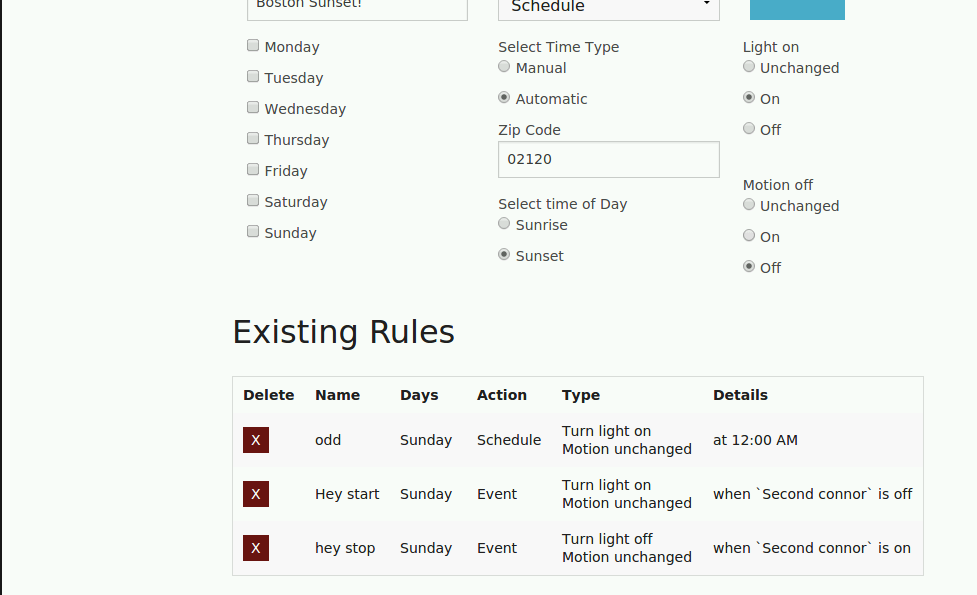 Boston Sunset!
Schedule
Monday
Tuesday
Wednesday
Thursday
Friday
Saturday
Sunday
Select Time Type
Manual
Automatic
Zip Code
02120
Select time of Day
Sunrise
Sunset
Light on
Unchanged
On
Off
Motion off
Unchanged
On
Off
Existing Rules
Delete Name Days Action Type Details
X odd Sunday Schedule Turn light on at 12:00 AM
Motion unchanged
X Hey start Sunday Event Turn light on when `Second connor` is off
Motion unchanged
X hey stop Sunday Event Turn light off when `Second connor` is on
Motion unchanged